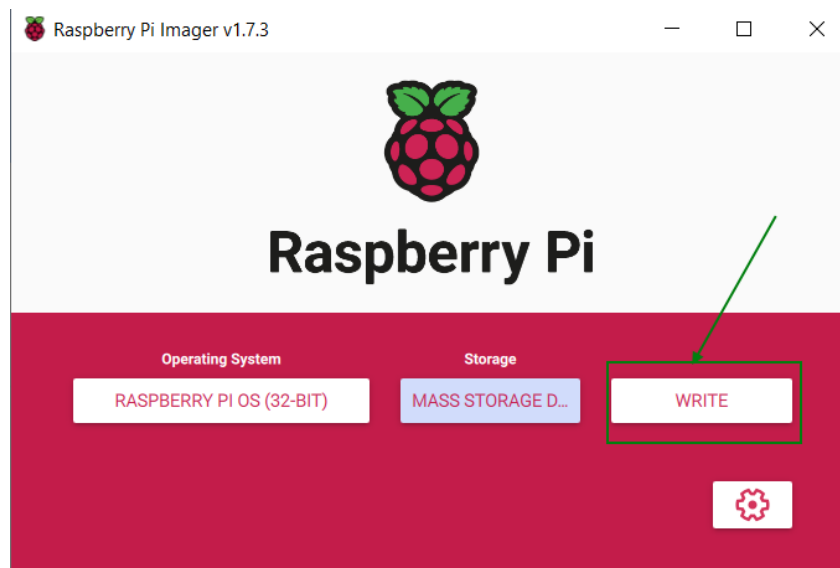 Raspberry Pi Imager v1.7.3
Raspberry Pi
Operating System
Storage
RASPBERRY PI OS (32-BIT)
MASS STORAGE D...
WRITE